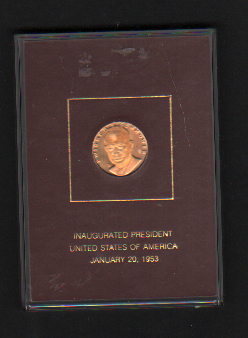 INAUGURATED PRESIDENT
UNITED STATES OF AMERICA
JANUARY 20, 1953